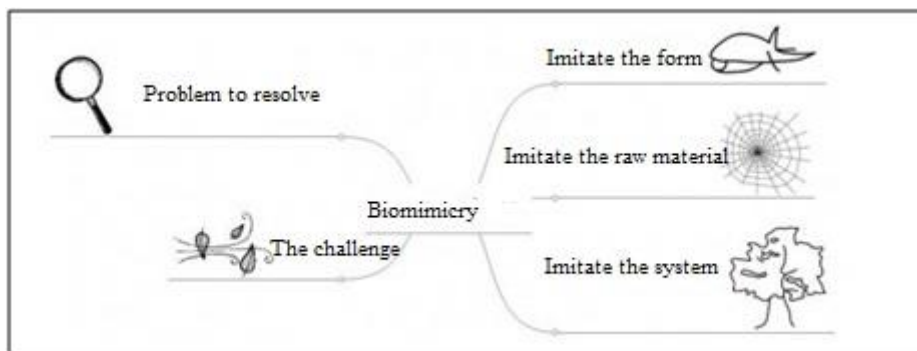 Problem to resolve
The challenge
Biomimicry
Imitate the form
Imitate the raw material
Imitate the system